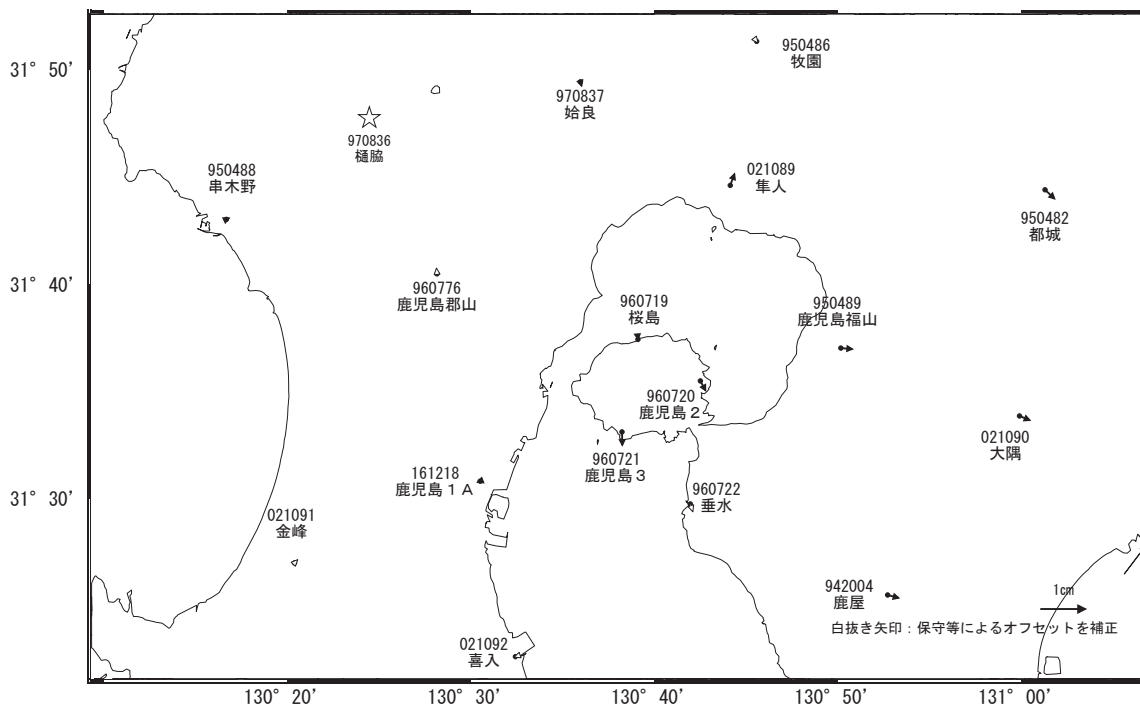 950486
牧園
31° 50'
970837
姶良
970836
樋脇
950488
串木野
021089
隼人
950482
都城
31° 40'
960776
鹿児島郡山
960719
桜島
950489
鹿児島福山
960720
鹿児島２
021090
大隅
960721
鹿児島３
161218
鹿児島１Ａ
960722
垂水
31° 30'
021091
金峰
942004
鹿屋
1㎝
白抜き矢印：保守等によるオフセットを補正
021092
喜入
130° 20'
130° 30'
130° 40'
130° 50'
131° 00'